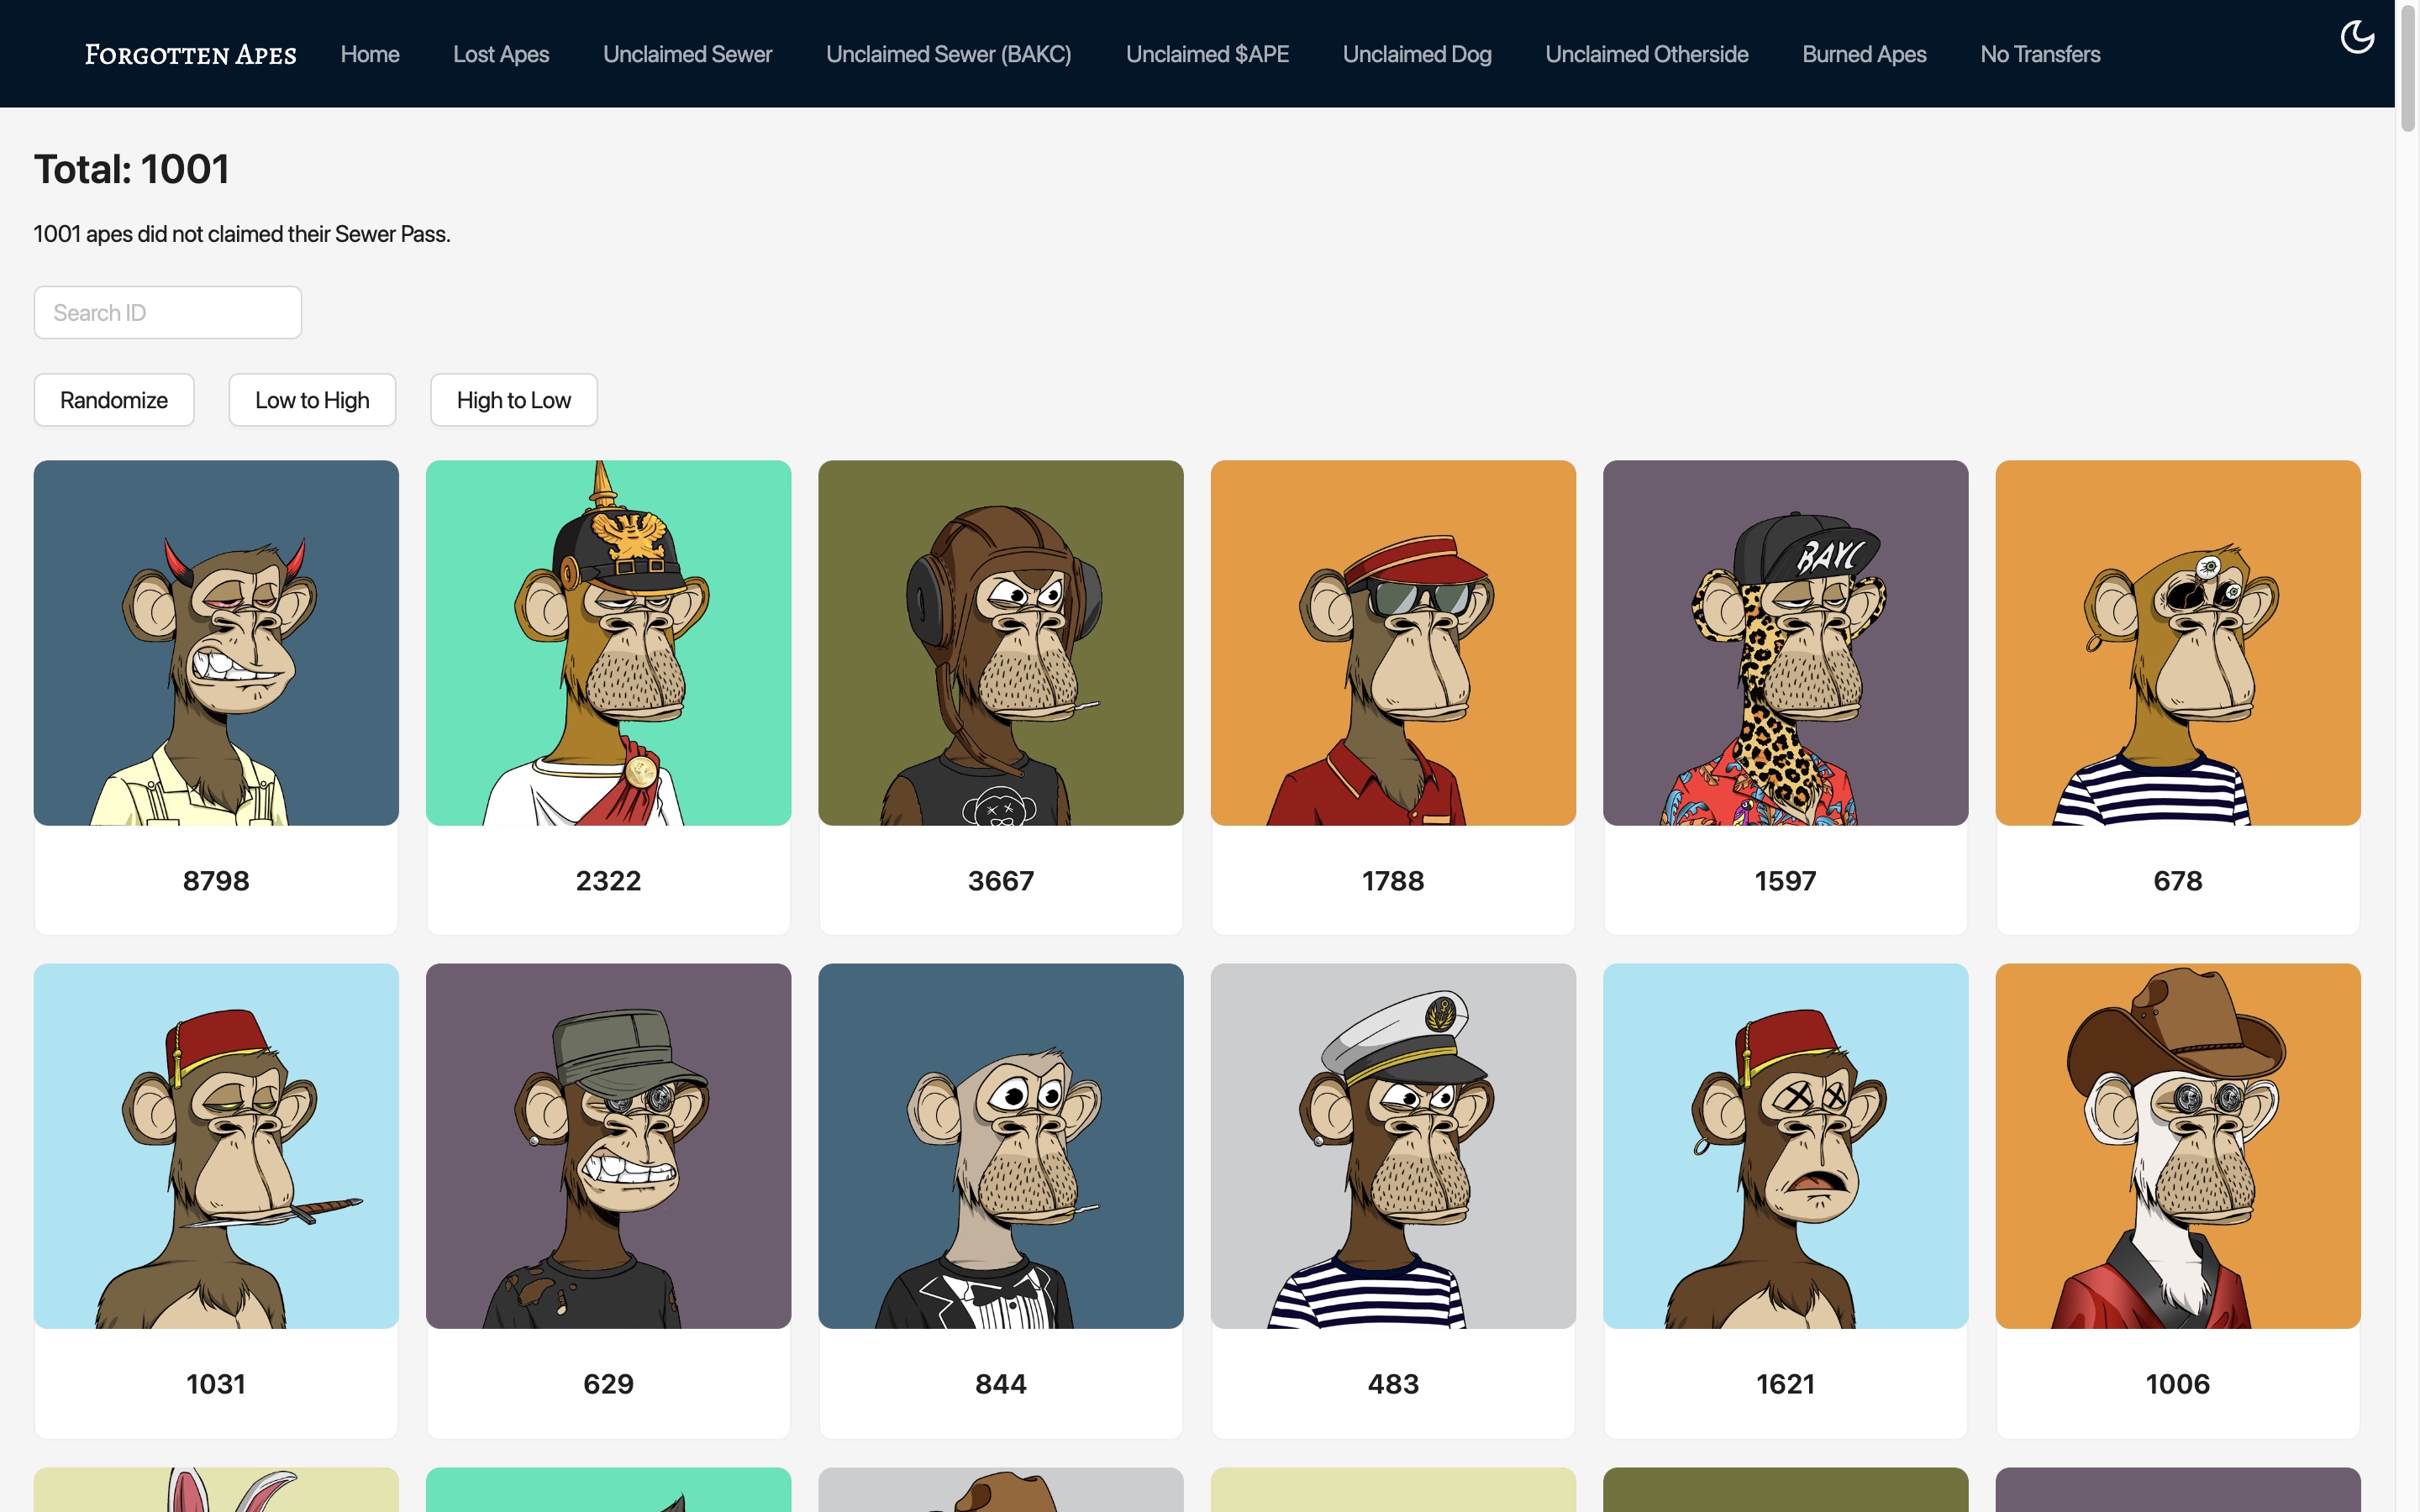 FORGOTTEN APES Home Lost Apes Unclaimed Sewer Unclaimed Sewer (BAKC) Unclaimed $APE Unclaimed Dog Unclaimed Otherside Burned Apes No Transfers
Total: 1001
1001 apes did not claimed their Sewer Pass.
Search ID
Randomize Low to High High to Low
BAYC
8798 2322 3667 1788 1597 678
1031 629 844 483 1621 1006